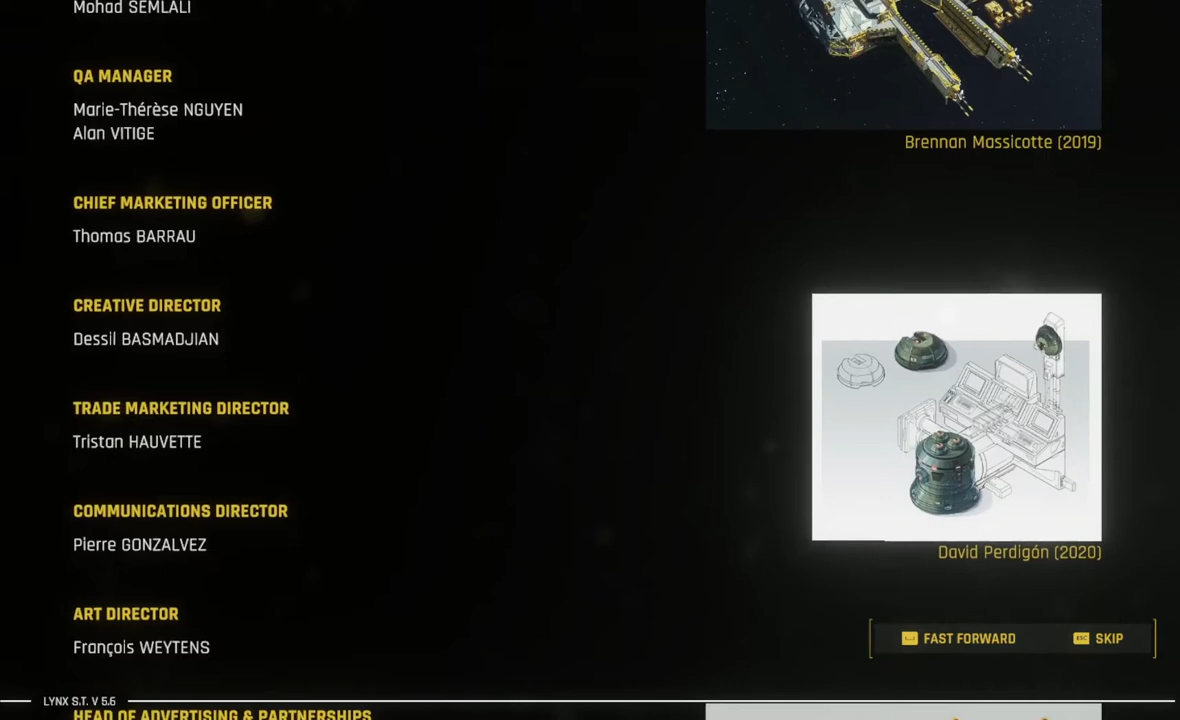 Mohad SEMLALI
QA MANAGER
Marie-Thérèse NGUYEN
Alan VITIGE
CHIEF MARKETING OFFICER
Thomas BARRAU
CREATIVE DIRECTOR
Dessil BASMADJIAN
TRADE MARKETING DIRECTOR
Tristan HAUVETTE
COMMUNICATIONS DIRECTOR
Pierre GONZALVEZ
ART DIRECTOR
François WEYTENS
HEAD OF ADVERTISING & PARTNERSHIPS
Brennan Massicotte (2019)
David Perdigón (2020)
FAST FORWARD
ESC SKIP
LYNX S.T. V 5.6